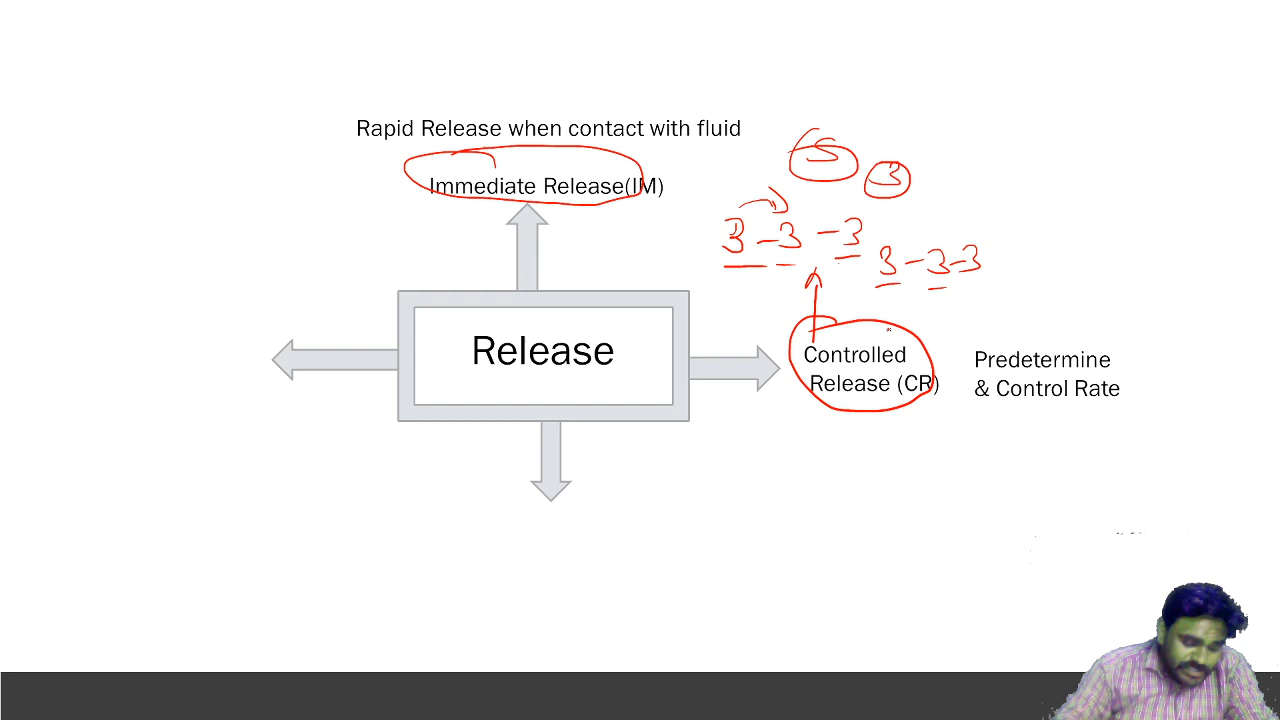 Rapid Release when contact with fluid
Immediate Release(IM)
5
3
3 - 3 - 3
3 - 3 - 3
Release
Controlled
Release (CR)
Predetermine
& Control Rate